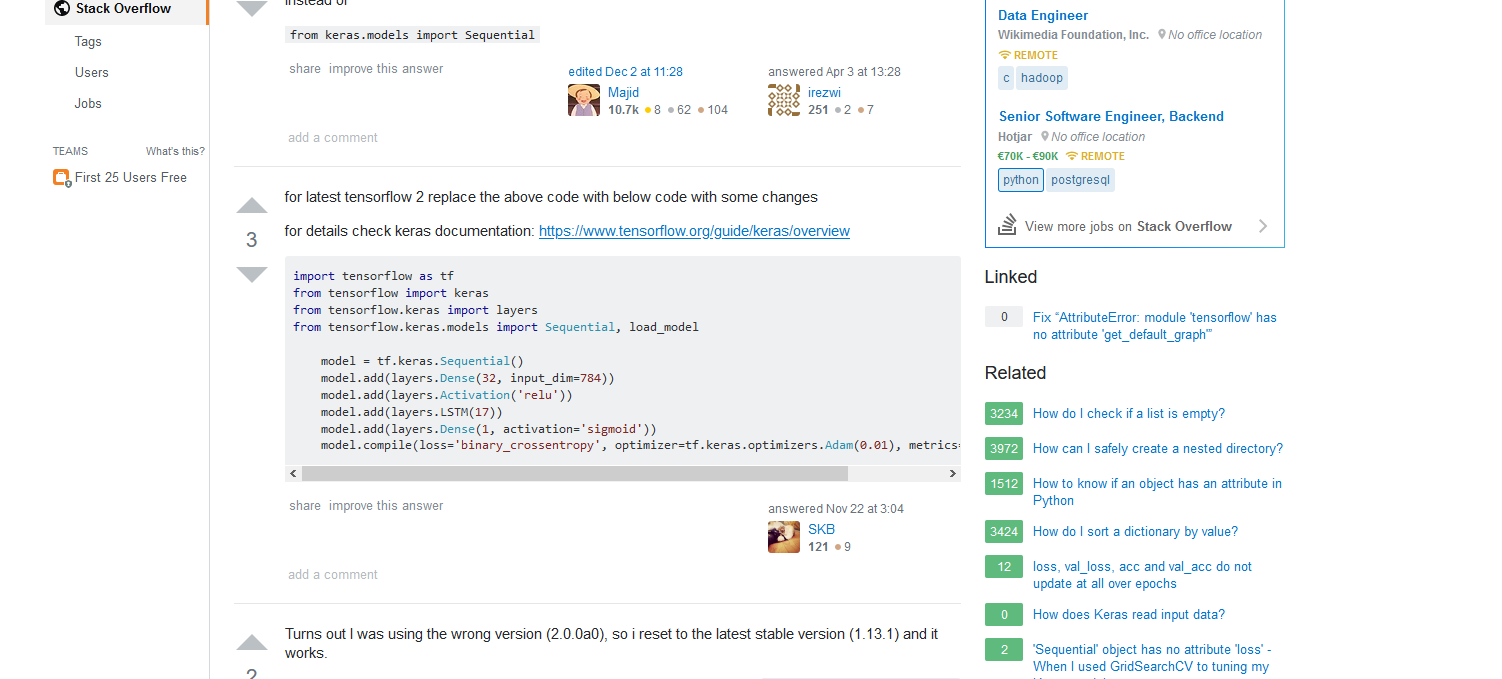 Stack Overflow
Tags
Users
Jobs
TEAMS What's this?
First 25 Users Free
from keras.models import Sequential
share improve this answer
edited Dec 2 at 11:28
Majid
10.7k 8 62 104
answered Apr 3 at 13:28
irezwi
251 2 7
add a comment
3
for latest tensorflow 2 replace the above code with below code with some changes
for details check keras documentation: https://www.tensorflow.org/guide/keras/overview
import tensorflow as tf
from tensorflow import keras
from tensorflow.keras import layers
from tensorflow.keras.models import Sequential, load_model
model = tf.keras.Sequential()
model.add(layers.Dense(32, input_dim=784))
model.add(layers.Activation('relu'))
model.add(layers.LSTM(17))
model.add(layers.Dense(1, activation='sigmoid'))
model.compile(loss='binary_crossentropy', optimizer=tf.keras.optimizers.Adam(0.01), metrics=
share improve this answer
answered Nov 22 at 3:04
SKB
121 9
add a comment
2
Turns out I was using the wrong version (2.0.0a0), so i reset to the latest stable version (1.13.1) and it
works.
Data Engineer
Wikimedia Foundation, Inc. No office location
REMOTE
c hadoop
Senior Software Engineer, Backend
Hotjar No office location
€70K - €90K REMOTE
python postgresql
View more jobs on Stack Overflow
Linked
0 Fix “AttributeError: module 'tensorflow' has
no attribute 'get_default_graph'”
Related
3234 How do I check if a list is empty?
3972 How can I safely create a nested directory?
1512 How to know if an object has an attribute in
Python
3424 How do I sort a dictionary by value?
12 loss, val_loss, acc and val_acc do not
update at all over epochs
0 How does Keras read input data?
2 'Sequential' object has no attribute 'loss' -
When I used GridSearchCV to tuning my